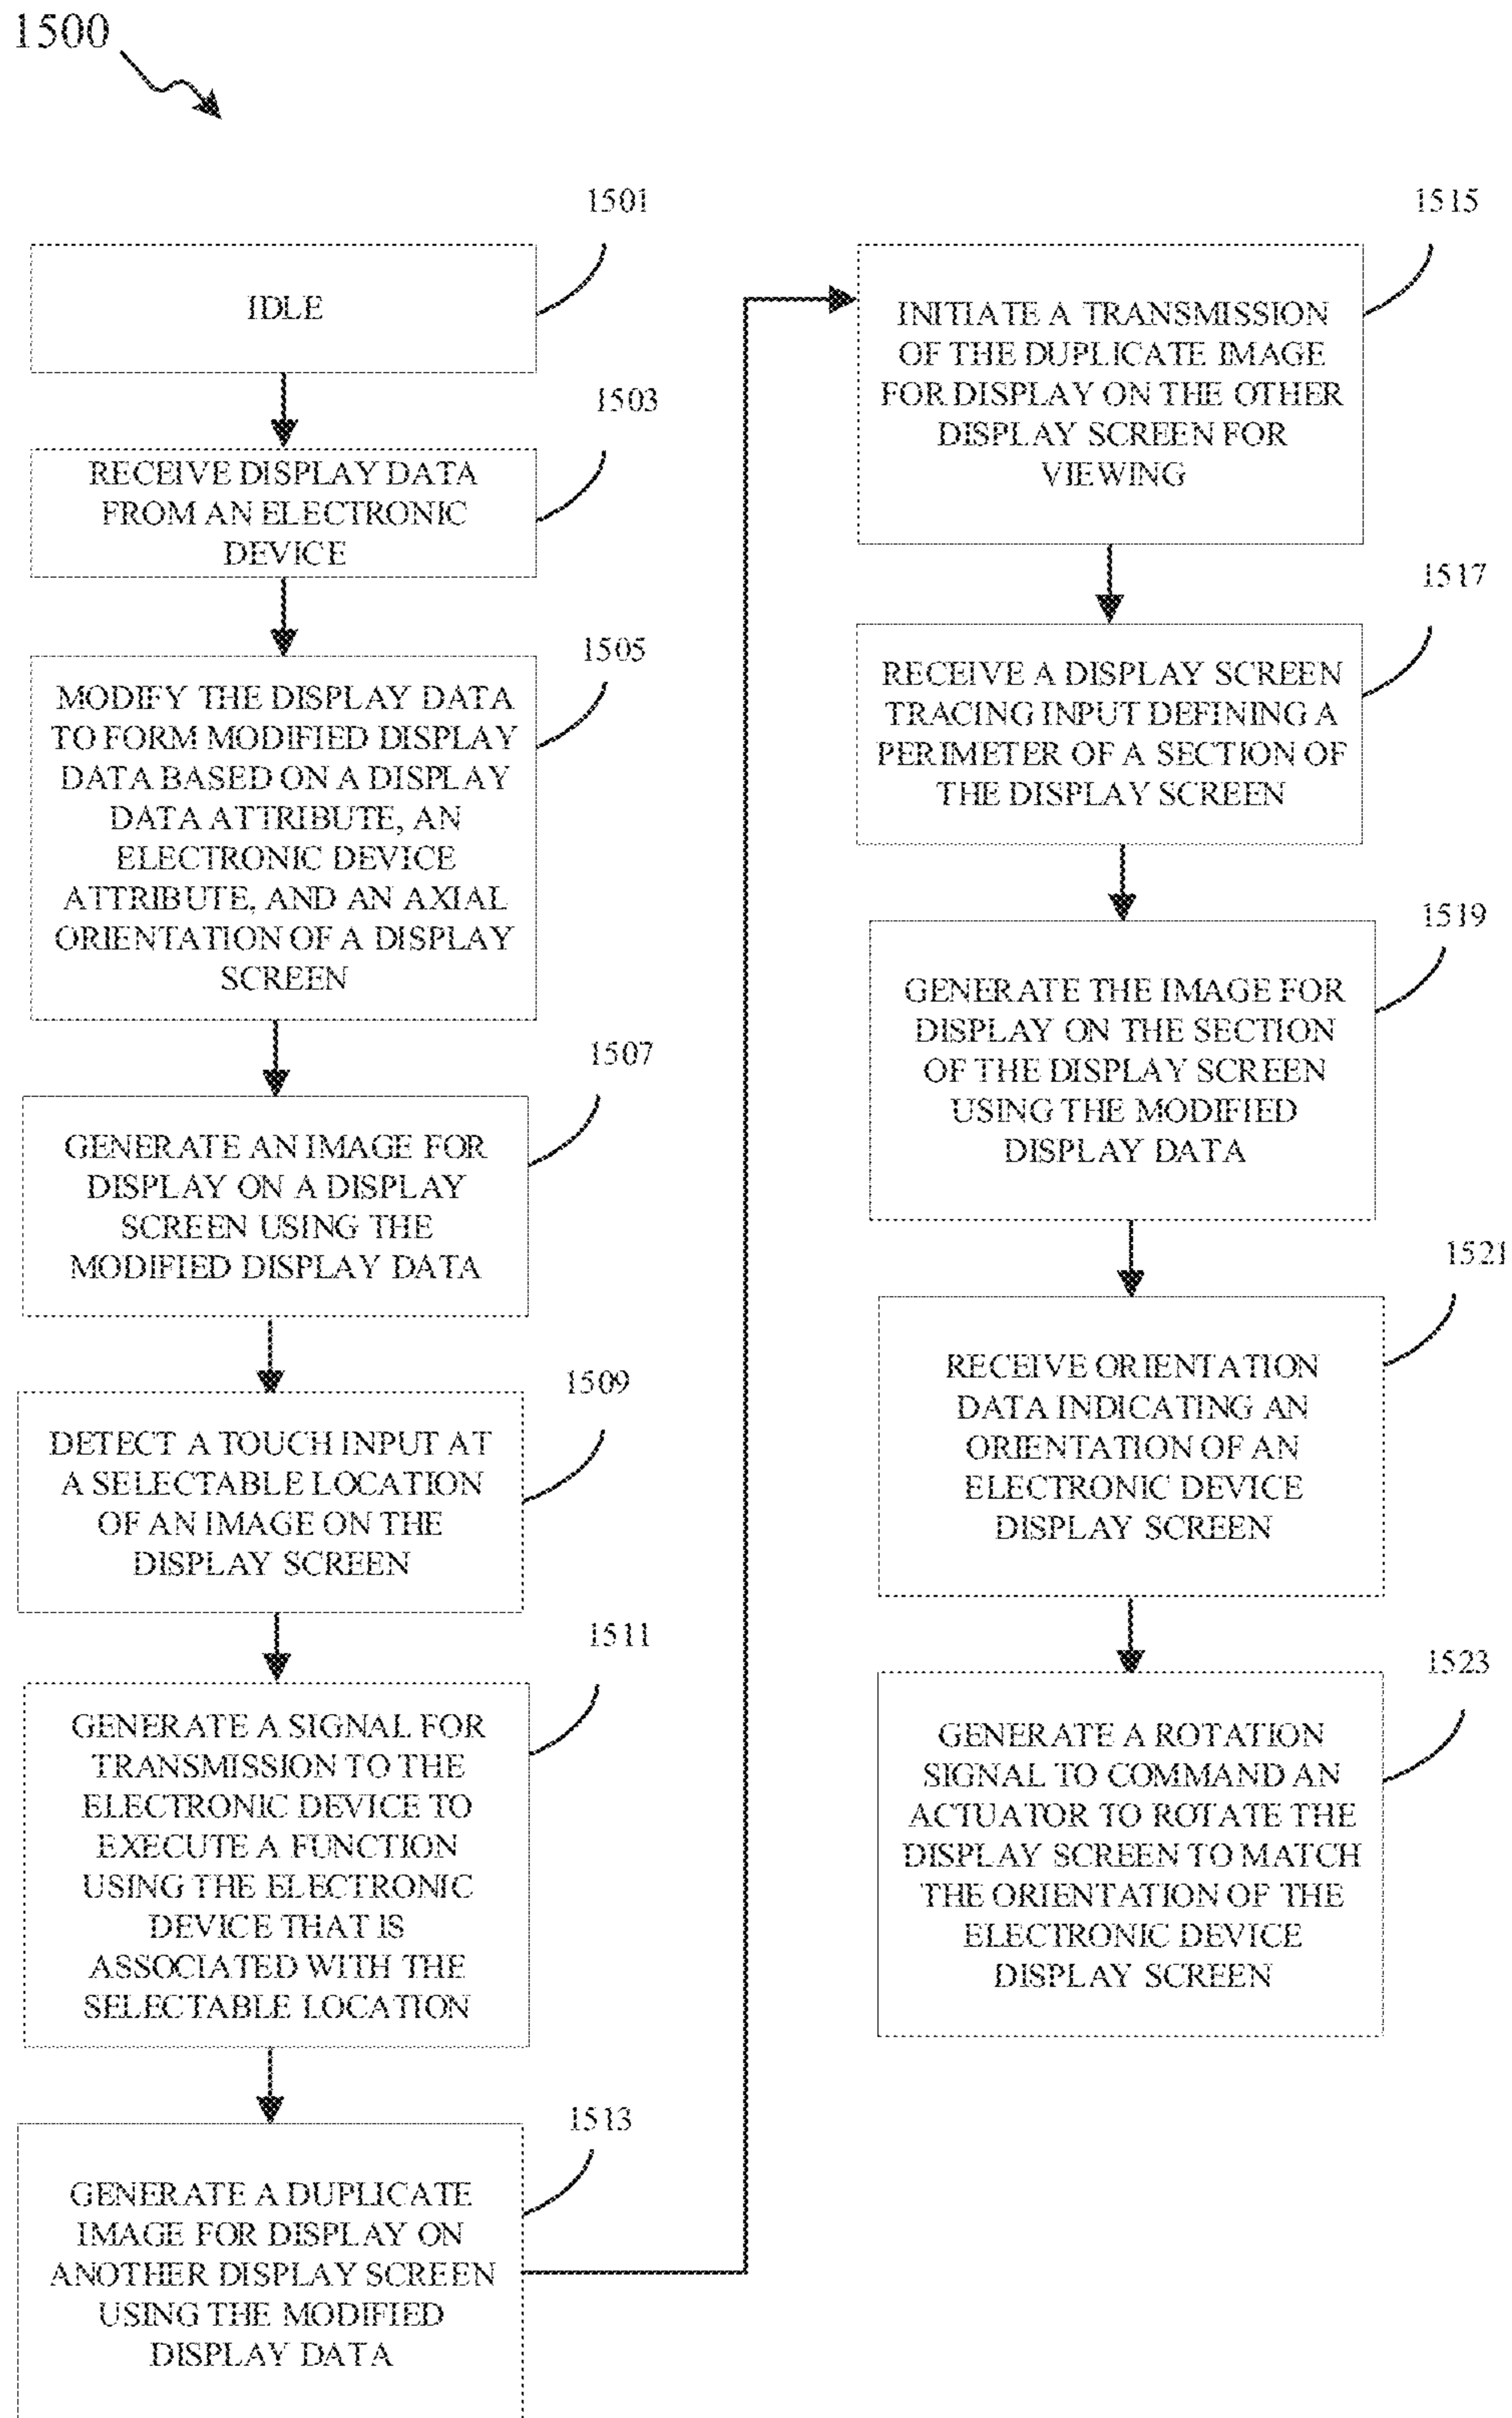 1500
1501
IDLE
1503
RECEIVE DISPLAY DATA
FROM AN ELECTRONIC
DEVICE
1505
MODIFY THE DISPLAY DATA
TO FORM MODIFIED DISPLAY
DATA BASED ON A DISPLAY
DATA ATTRIBUTE, AN
ELECTRONIC DEVICE
ATTRIBUTE, AND AN AXIAL
ORIENTATION OF A DISPLAY
SCREEN
1507
GENERATE AN IMAGE FOR
DISPLAY ON A DISPLAY
SCREEN USING THE
MODIFIED DISPLAY DATA
1509
DETECT A TOUCH INPUT AT
A SELECTABLE LOCATION
OF AN IMAGE ON THE
DISPLAY SCREEN
1511
GENERATE A SIGNAL FOR
TRANSMISSION TO THE
ELECTRONIC DEVICE TO
EXECUTE A FUNCTION
USING THE ELECTRONIC
DEVICE THAT IS
ASSOCIATED WITH THE
SELECTABLE LOCATION
1513
GENERATE A DUPLICATE
IMAGE FOR DISPLAY ON
ANOTHER DISPLAY SCREEN
USING THE MODIFIED
DISPLAY DATA
1515
INITIATE A TRANSMISSION
OF THE DUPLICATE IMAGE
FOR DISPLAY ON THE OTHER
DISPLAY SCREEN FOR
VIEWING
1517
RECEIVE A DISPLAY SCREEN
TRACING INPUT DEFINING A
PERIMETER OF A SECTION OF
THE DISPLAY SCREEN
1519
GENERATE THE IMAGE FOR
DISPLAY ON THE SECTION
OF THE DISPLAY SCREEN
USING THE MODIFIED
DISPLAY DATA
1521
RECEIVE ORIENTATION
DATA INDICATING AN
ORIENTATION OF AN
ELECTRONIC DEVICE
DISPLAY SCREEN
1523
GENERATE A ROTATION
SIGNAL TO COMMAND AN
ACTUATOR TO ROTATE THE
DISPLAY SCREEN TO MATCH
THE ORIENTATION OF THE
ELECTRONIC DEVICE
DISPLAY SCREEN